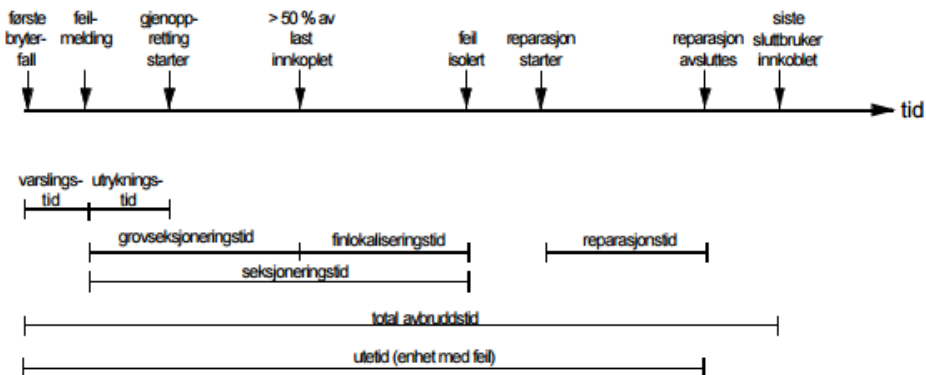 første bryter- fall
feil- melding
gjenopp- retting starter
> 50 % av last innkoplet
feil isolert
reparasjon starter
reparasjon avsluttes
siste sluttbruker innkoblet
tid
varslings- tid
utryknings- tid
grovseksjoneringstid
finlokaliseringstid
reparasjonstid
seksjoneringstid
total avbruddstid
utetid (enhet med feil)